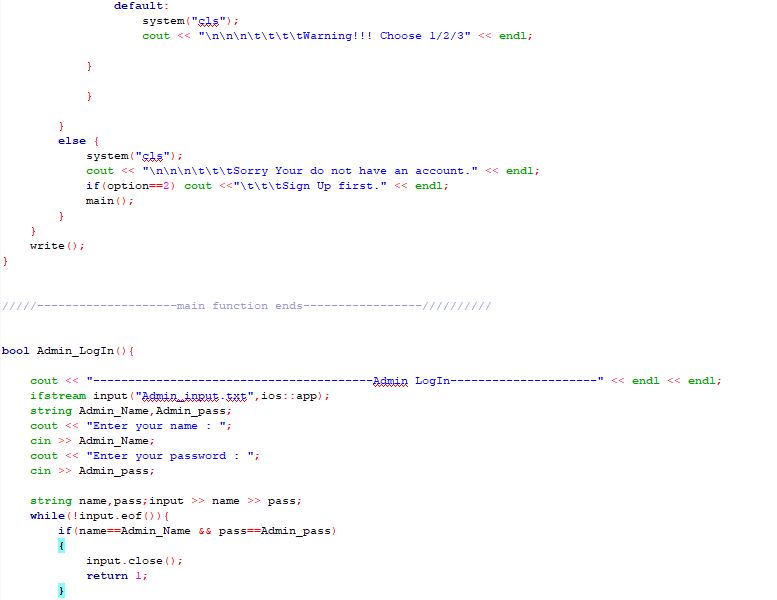 default:
system("cls");
cout << "\n\n\n\t\t\t\tWarning!!! Choose 1/2/3" << endl;
}
}
}
else {
system("cls");
cout << "\n\n\n\t\t\tSorry Your do not have an account." << endl;
if(option==2) cout <<"\t\t\tSign Up first." << endl;
main();
}
}
write();
}
/////--------------------main function ends-----------------//////////
bool Admin_LogIn(){
cout << "----------------------------------------Admin LogIn---------------------" << endl << endl;
ifstream input("Admin_input.txt",ios::app);
string Admin_Name,Admin_pass;
cout << "Enter your name : ";
cin >> Admin_Name;
cout << "Enter your password : ";
cin >> Admin_pass;
string name,pass;input >> name >> pass;
while(!input.eof()){
if(name==Admin_Name && pass==Admin_pass)
{
input.close();
return 1;
}